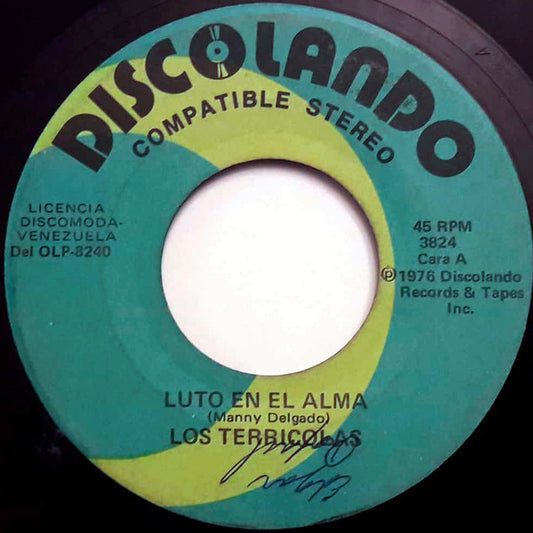 DISCOLANDO
COMPATIBLE STEREO
LICENCIA
DISCOMODA-
VENEZUELA
Del OLP-8240
45 RPM
3824
Cara A
℗1976 Discolando
Records & Tapes
Inc.
LUTO EN EL ALMA
(Manny Delgado)
LOS TERRICOLAS